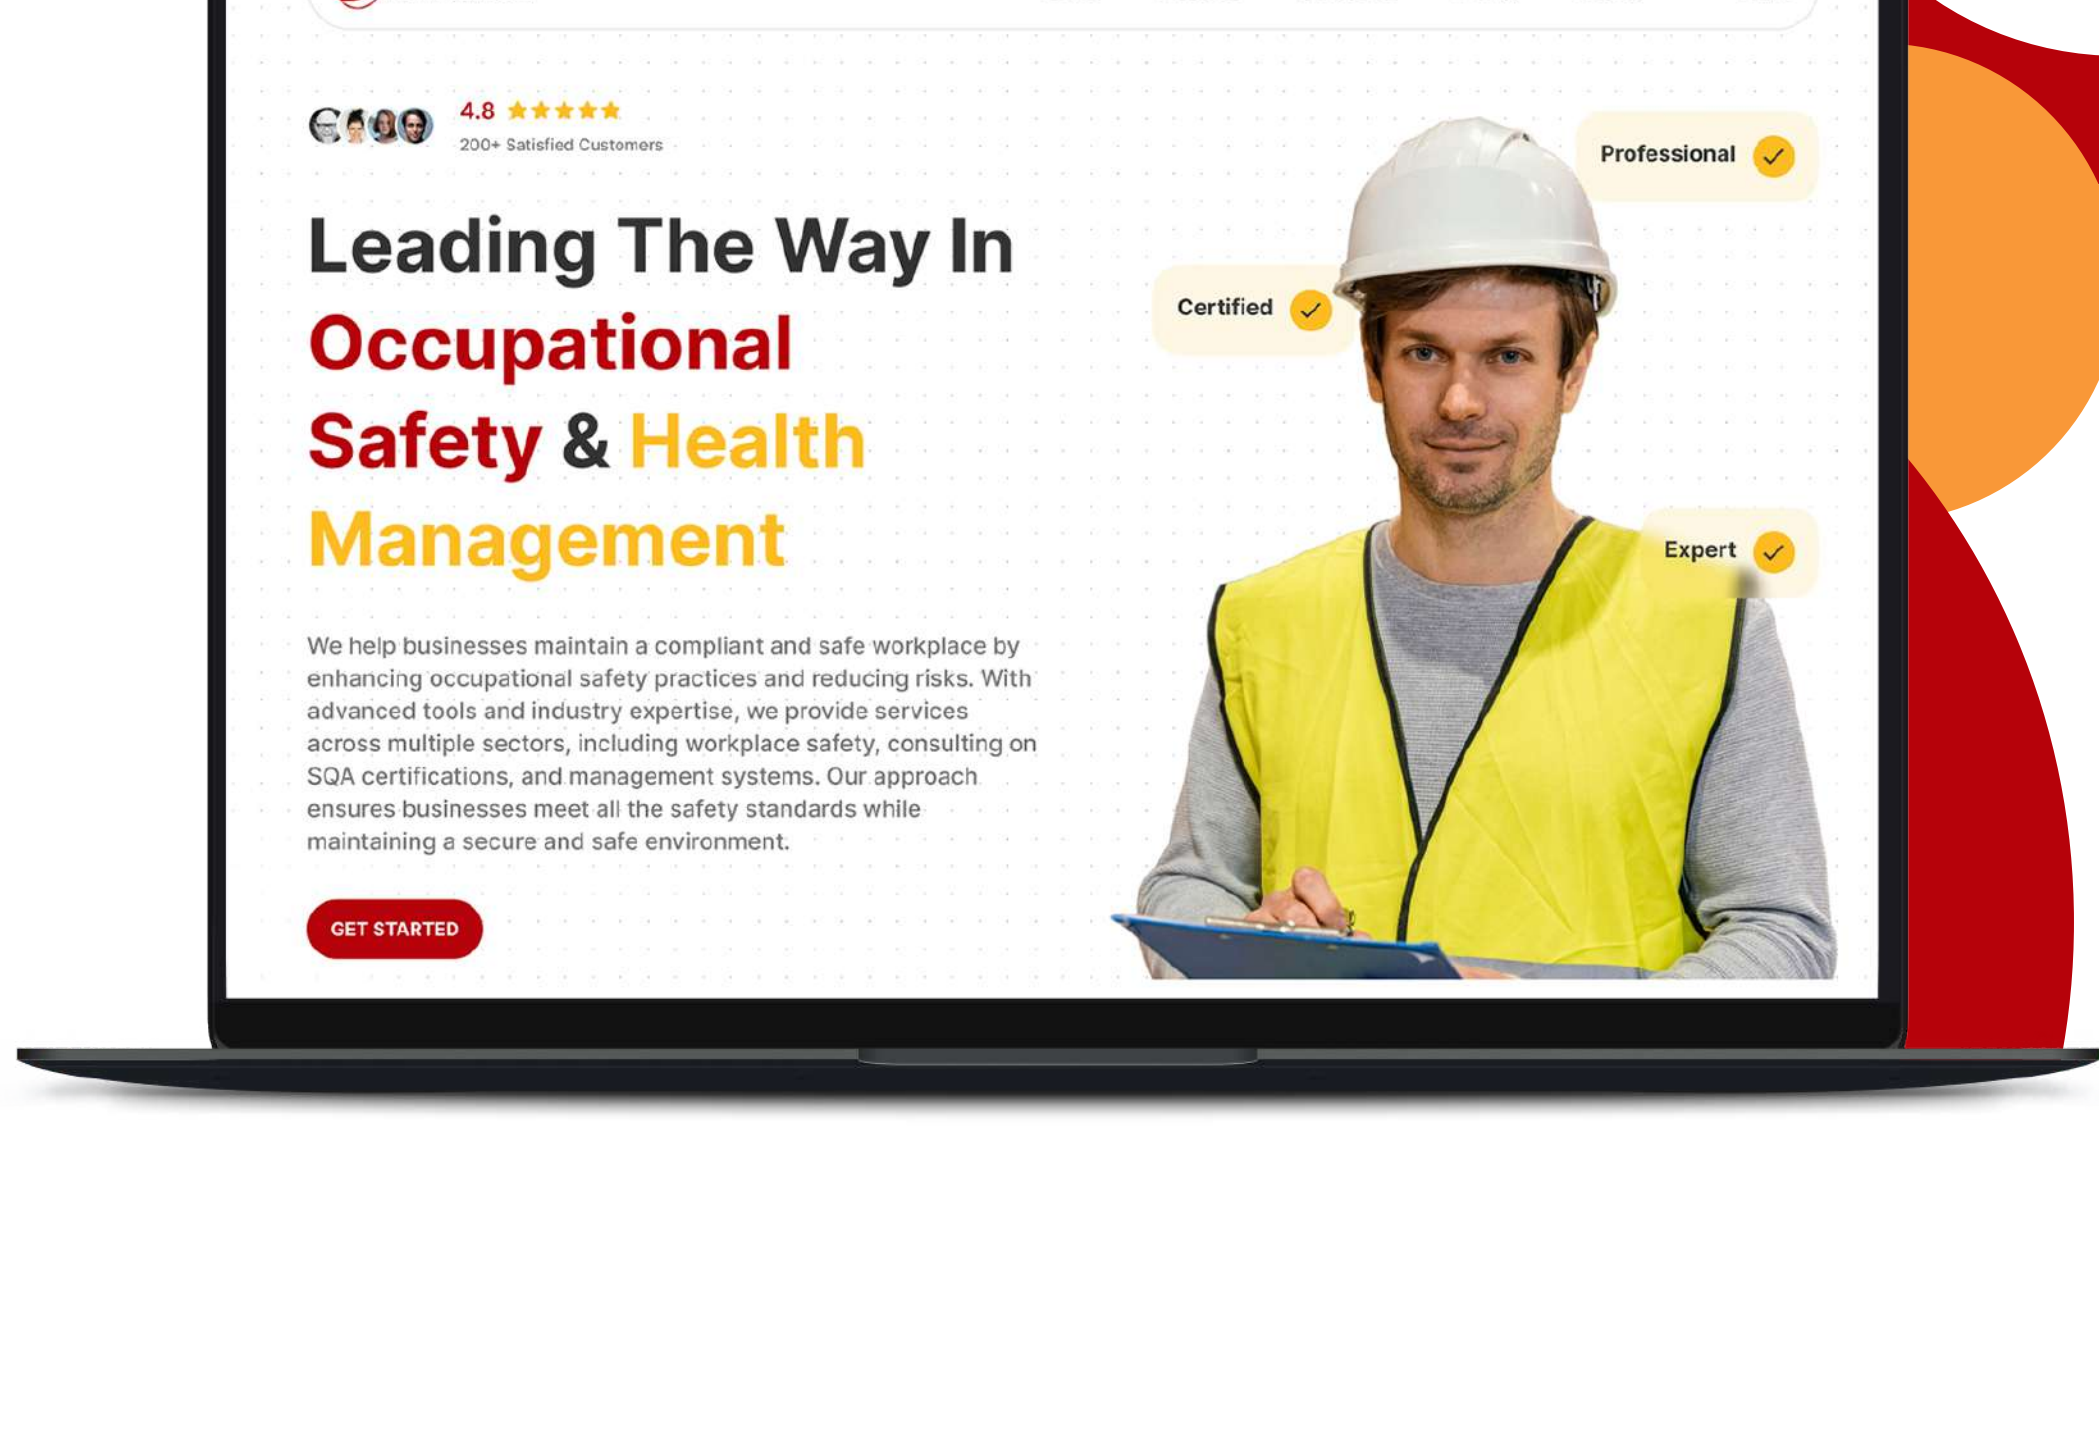 4.8
200+ Satisfied Customers
Professional
Leading The Way In
Certified
Occupational
Safety & Health
Management
Expert
We help businesses maintain a compliant and safe workplace by
enhancing occupational safety practices and reducing risks. With
advanced tools and industry expertise, we provide services
across multiple sectors, including workplace safety, consulting on
SQA certifications, and management systems. Our approach
ensures businesses meet all the safety standards while
maintaining a secure and safe environment.
GET STARTED